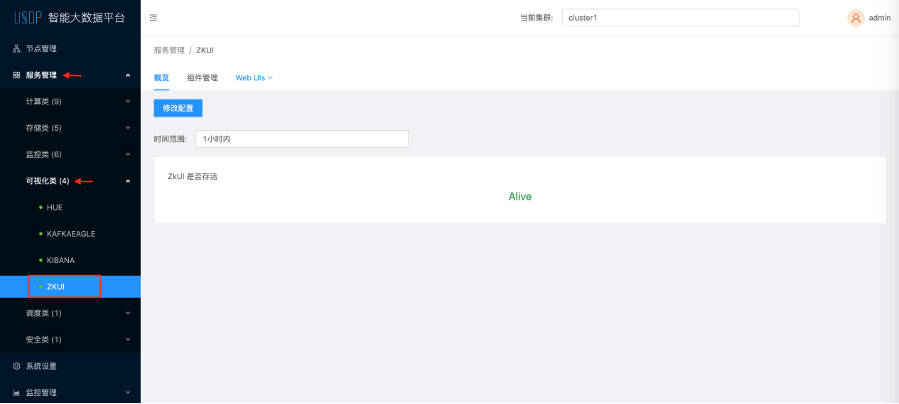 USDP 智能大数据平台
当前集群: cluster1
admin
节点管理
服务管理
计算类 (9)
存储类 (5)
监控类 (6)
可视化类 (4)
HUE
KAFKAEAGLE
KIBANA
ZKUI
调度类 (1)
安全类 (1)
系统设置
监控管理
服务管理 / ZKUI
概览 组件管理 Web UIs
修改配置
时间范围: 1小时内
ZkUI 是否存活
Alive